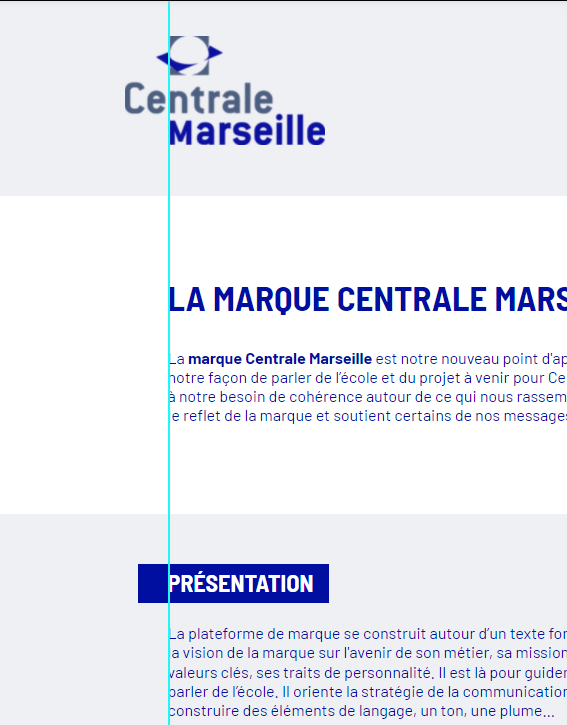 Centrale
Marseille
LA MARQUE CENTRALE MARS
La marque Centrale Marseille est notre nouveau point d'ap
notre façon de parler de l'école et du projet à venir pour Ce
à notre besoin de cohérence autour de ce qui nous rassem
le reflet de la marque et soutient certains de nos messages
PRÉSENTATION
La plateforme de marque se construit autour d'un texte for
la vision de la marque sur l'avenir de son métier, sa mission
valeurs clés, ses traits de personnalité. Il est là pour guider
parler de l'école. Il oriente la stratégie de la communication
construire des éléments de langage, un ton, une plume...